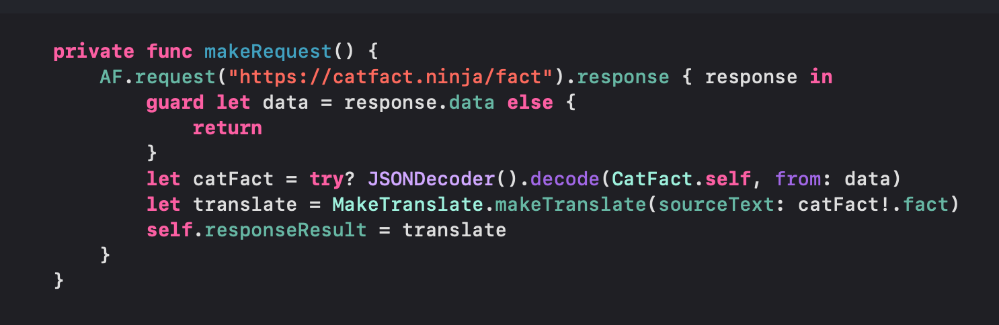 private func makeRequest() {
    AF.request("https://catfact.ninja/fact").response { response in
        guard let data = response.data else {
            return
        }
        let catFact = try? JSONDecoder().decode(CatFact.self, from: data)
        let translate = MakeTranslate.makeTranslate(sourceText: catFact!.fact)
        self.responseResult = translate
    }
}